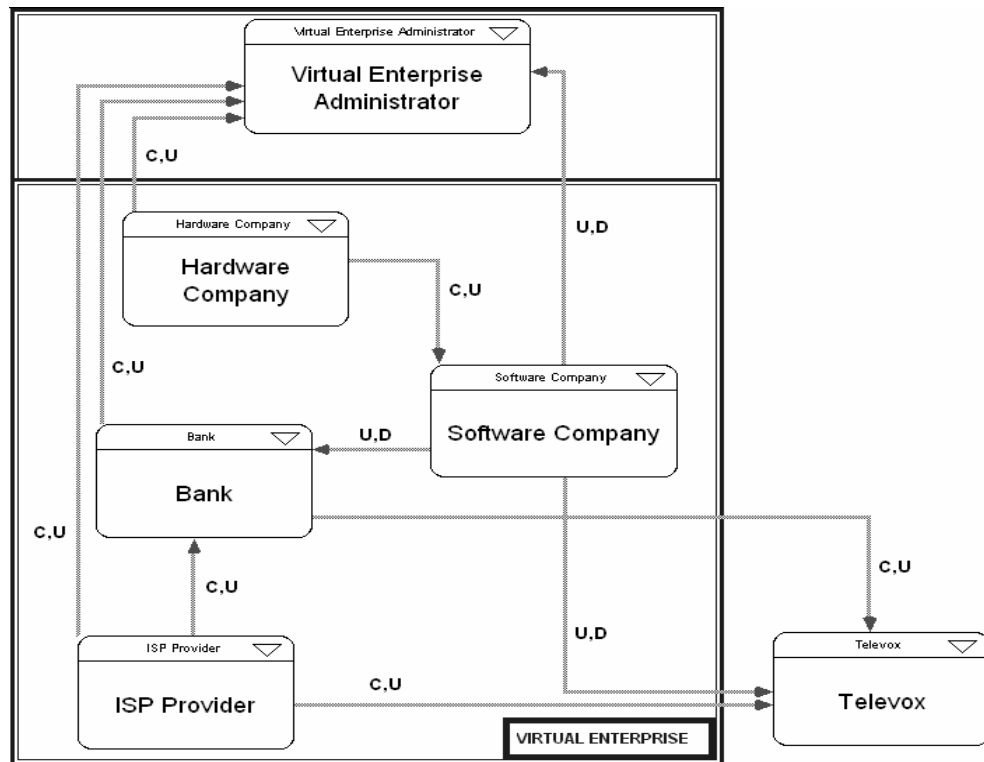 Virtual Enterprise Administrator
Virtual Enterprise
Administrator
C,U
Hardware Company
Hardware
Company
U,D
C,U
C,U
Software Company
Software Company
Bank
Bank
U,D
C,U
C,U
C,U
U,D
ISP Provider
ISP Provider
C,U
Televox
Televox
VIRTUAL ENTERPRISE